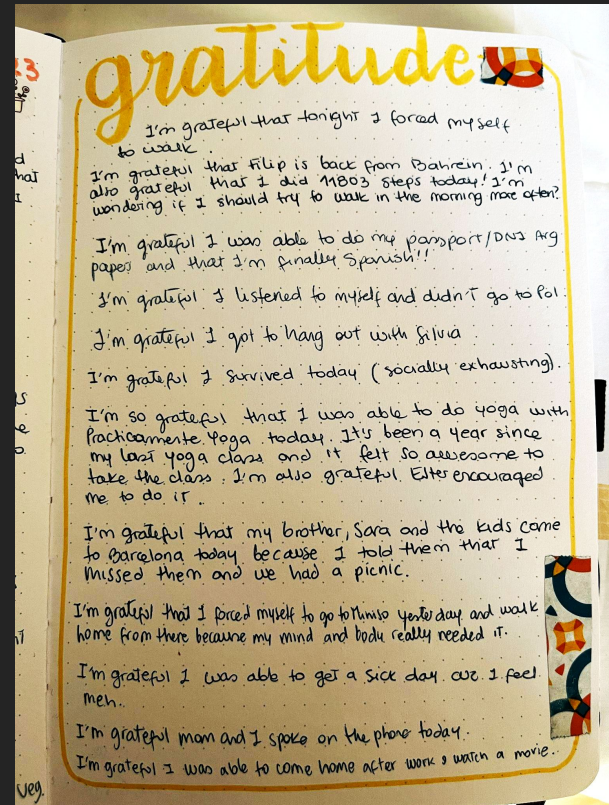 gratitude
I'm grateful that tonight I forced myself
to walk.
I'm grateful that Filip is back from Bahrein. I'm
also grateful that I did 11803 steps today! I'm
wondering if I should try to walk in the morning more often?
I'm grateful I was able to do my passport/DNI Arg
papers and that I'm finally Spanish!!
I'm grateful I listened to myself and didn't go to Pol.
I'm grateful I got to hang out with Silvia
I'm grateful I survived today (socially exhausting).
I'm so grateful that I was able to do yoga with
Practicamente Yoga today. It's been a year since
my last yoga class and it felt so awesome to
take the class. I'm also grateful Ester encouraged
me to do it.
I'm grateful that my brother, Sara and the kids came
to Barcelona today because I told them that I
missed them and we had a picnic.
I'm grateful that I forced myself to go to Miniso yesterday and walk
home from there because my mind and body really needed it.
I'm grateful I was able to get a sick day cuz I feel
meh..
I'm grateful mom and I spoke on the phone today.
I'm grateful I was able to come home after work & watch a movie.
3
d
hat
I
veg.